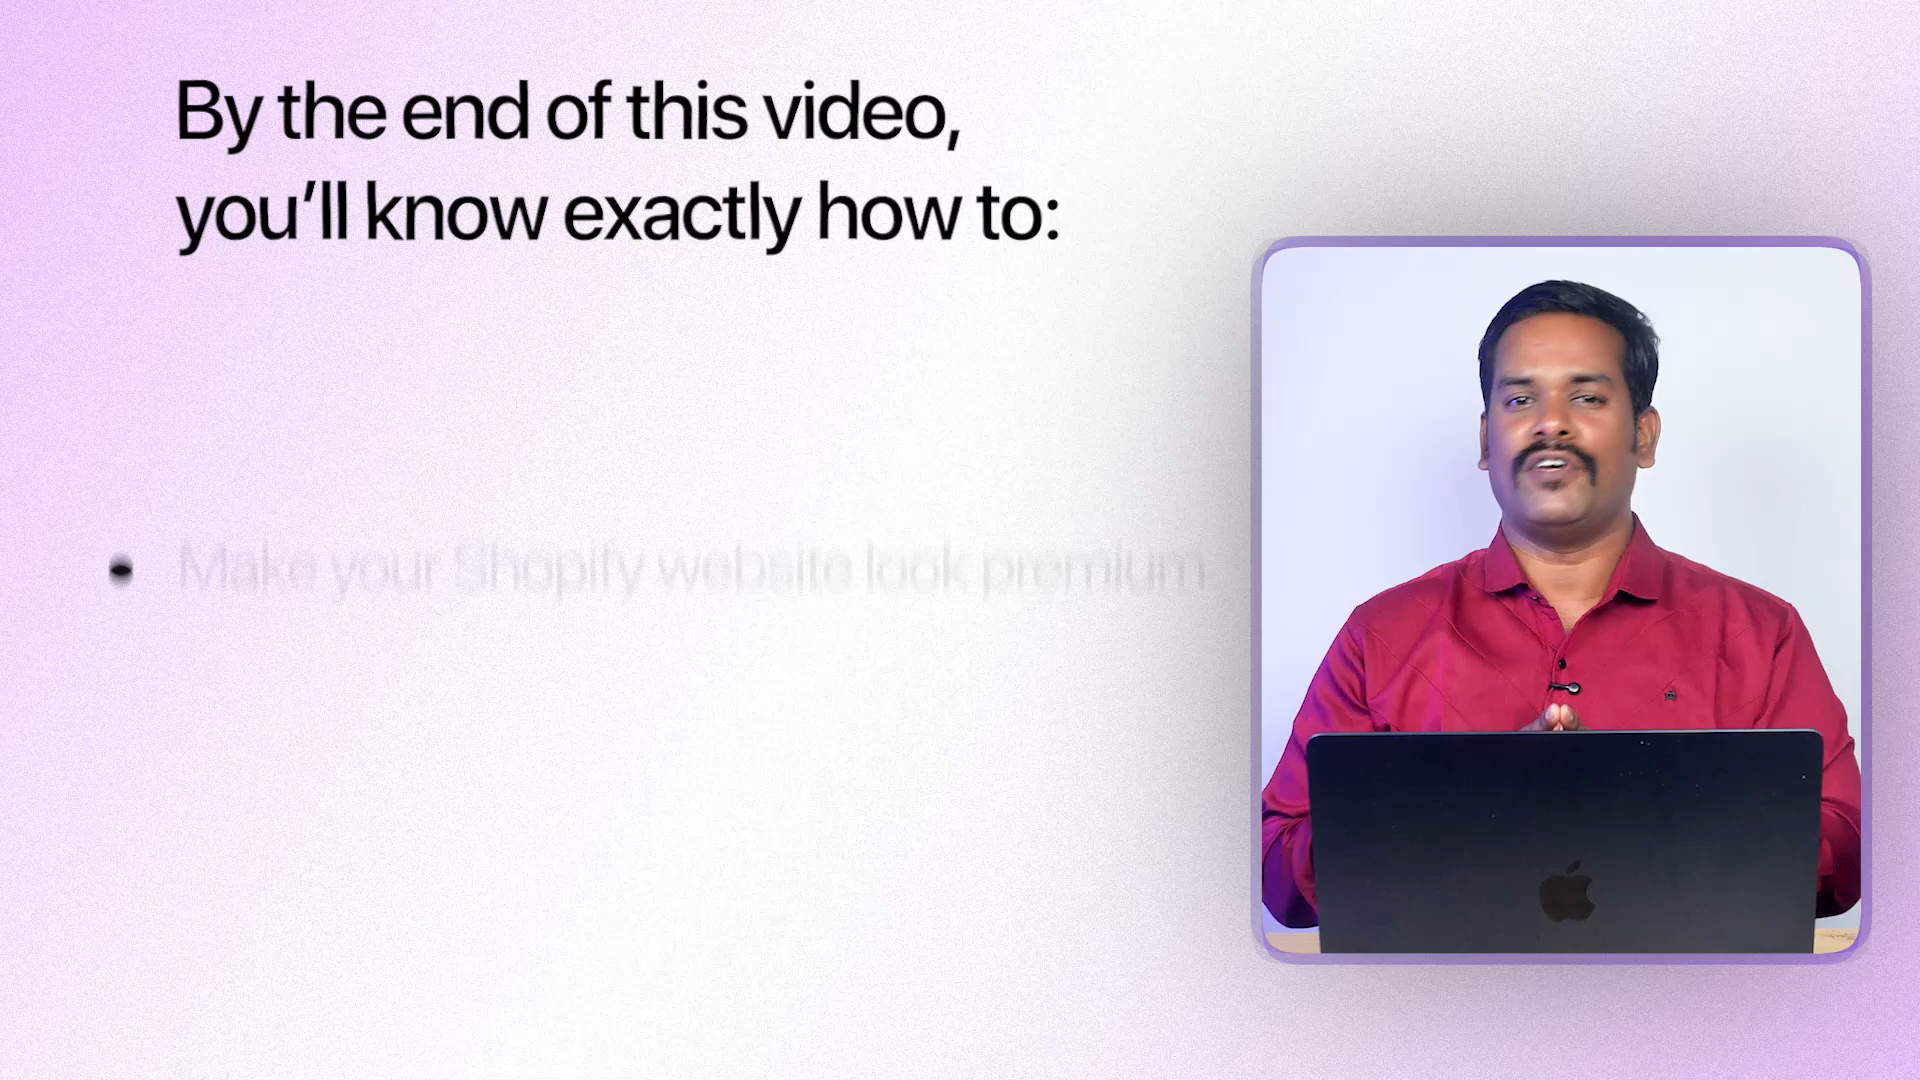 By the end of this video,
you’ll know exactly how to:
Make your Shopify website look premium